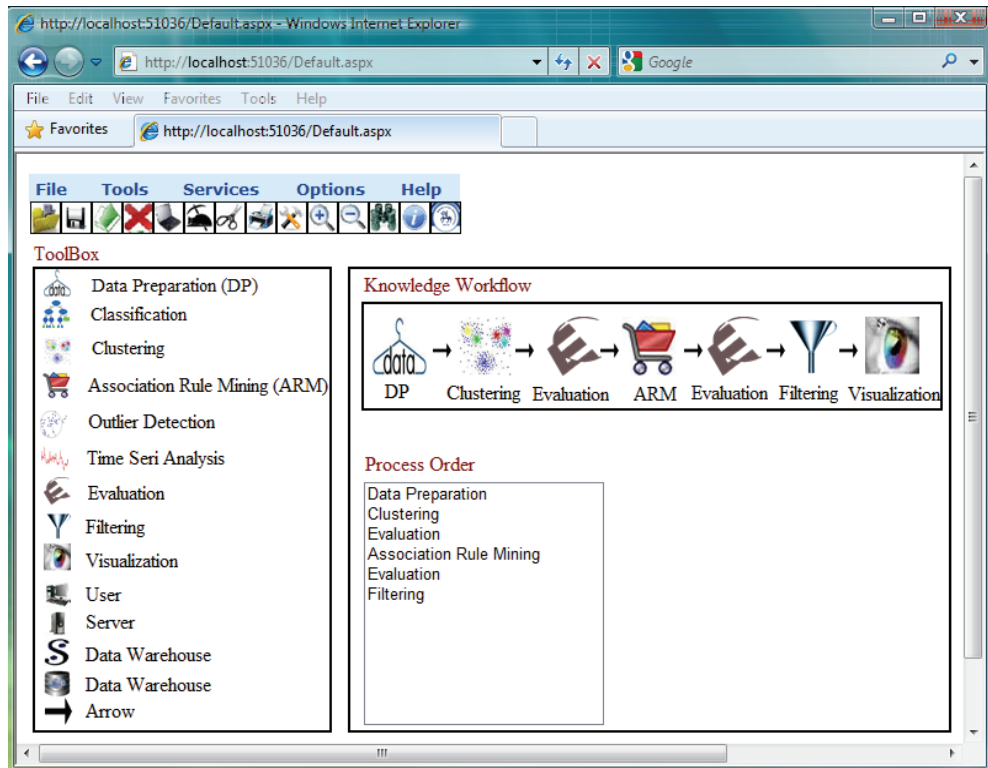 http://localhost:51036/Default.aspx - Windows Internet Explorer
http://localhost:51036/Default.aspx
Google
File Edit View Favorites Tools Help
Favorites
http://localhost:51036/Default.aspx
File Tools Services Options Help
ToolBox
data Data Preparation (DP)
Classification
Clustering
Association Rule Mining (ARM)
Outlier Detection
Time Seri Analysis
Evaluation
Filtering
Visualization
User
Server
S Data Warehouse
Data Warehouse
Arrow
Knowledge Workflow
data
DP Clustering Evaluation ARM Evaluation Filtering Visualization
Process Order
Data Preparation
Clustering
Evaluation
Association Rule Mining
Evaluation
Filtering